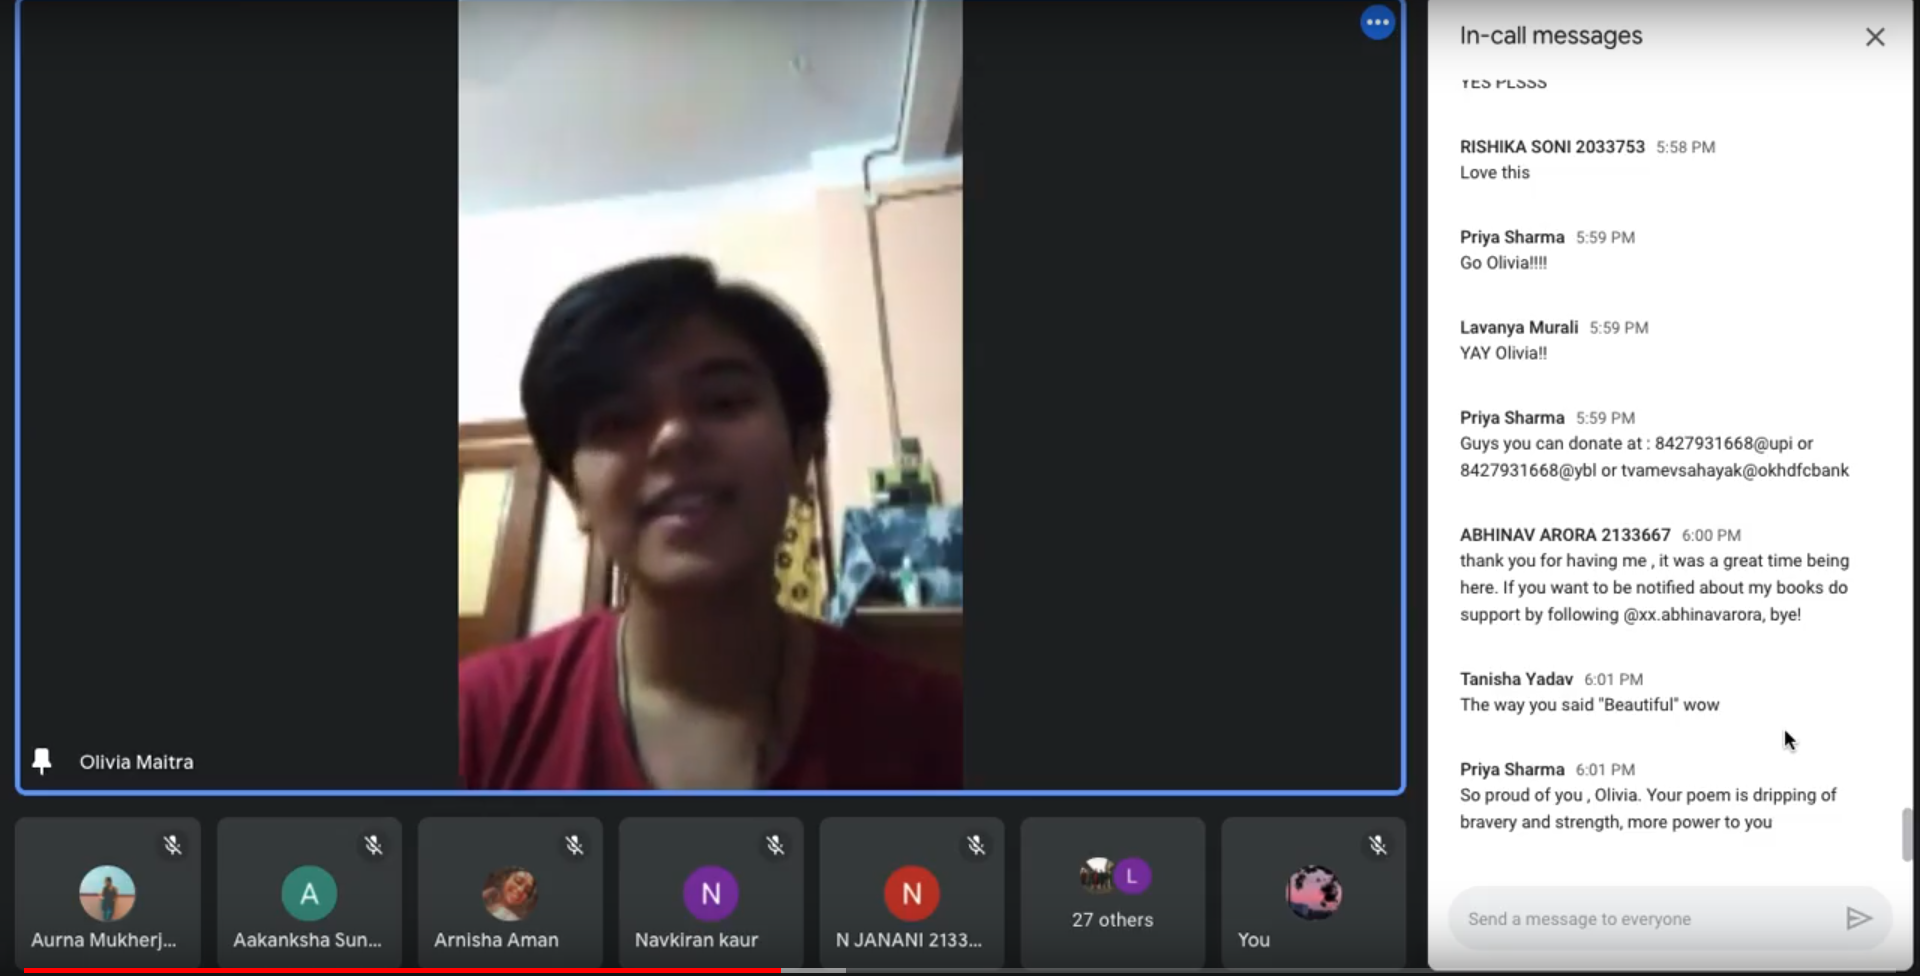 In-call messages
YES PLSSS
RISHIKA SONI 2033753 5:58 PM
Love this
Priya Sharma 5:59 PM
Go Olivia!!!!
Lavanya Murali 5:59 PM
YAY Olivia!!
Priya Sharma 5:59 PM
Guys you can donate at : 8427931668@upi or
8427931668@ybl or tvamevsahayak@okhdfcbank
ABHINAV ARORA 2133667 6:00 PM
thank you for having me , it was a great time being
here. If you want to be notified about my books do
support by following @xx.abhinavarora, bye!
Tanisha Yadav 6:01 PM
The way you said "Beautiful" wow
Priya Sharma 6:01 PM
So proud of you , Olivia. Your poem is dripping of
bravery and strength, more power to you
Send a message to everyone
Olivia Maitra
Aurna Mukherj...
A
Aakanksha Sun...
Arnisha Aman
N
Navkiran kaur
N
N JANANI 2133...
L
27 others
You